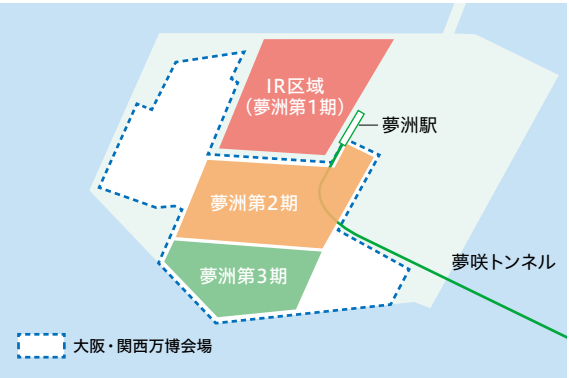 IR区域
（夢洲第1期）
夢洲駅
夢洲第2期
夢咲トンネル
夢洲第3期
大阪・関西万博会場